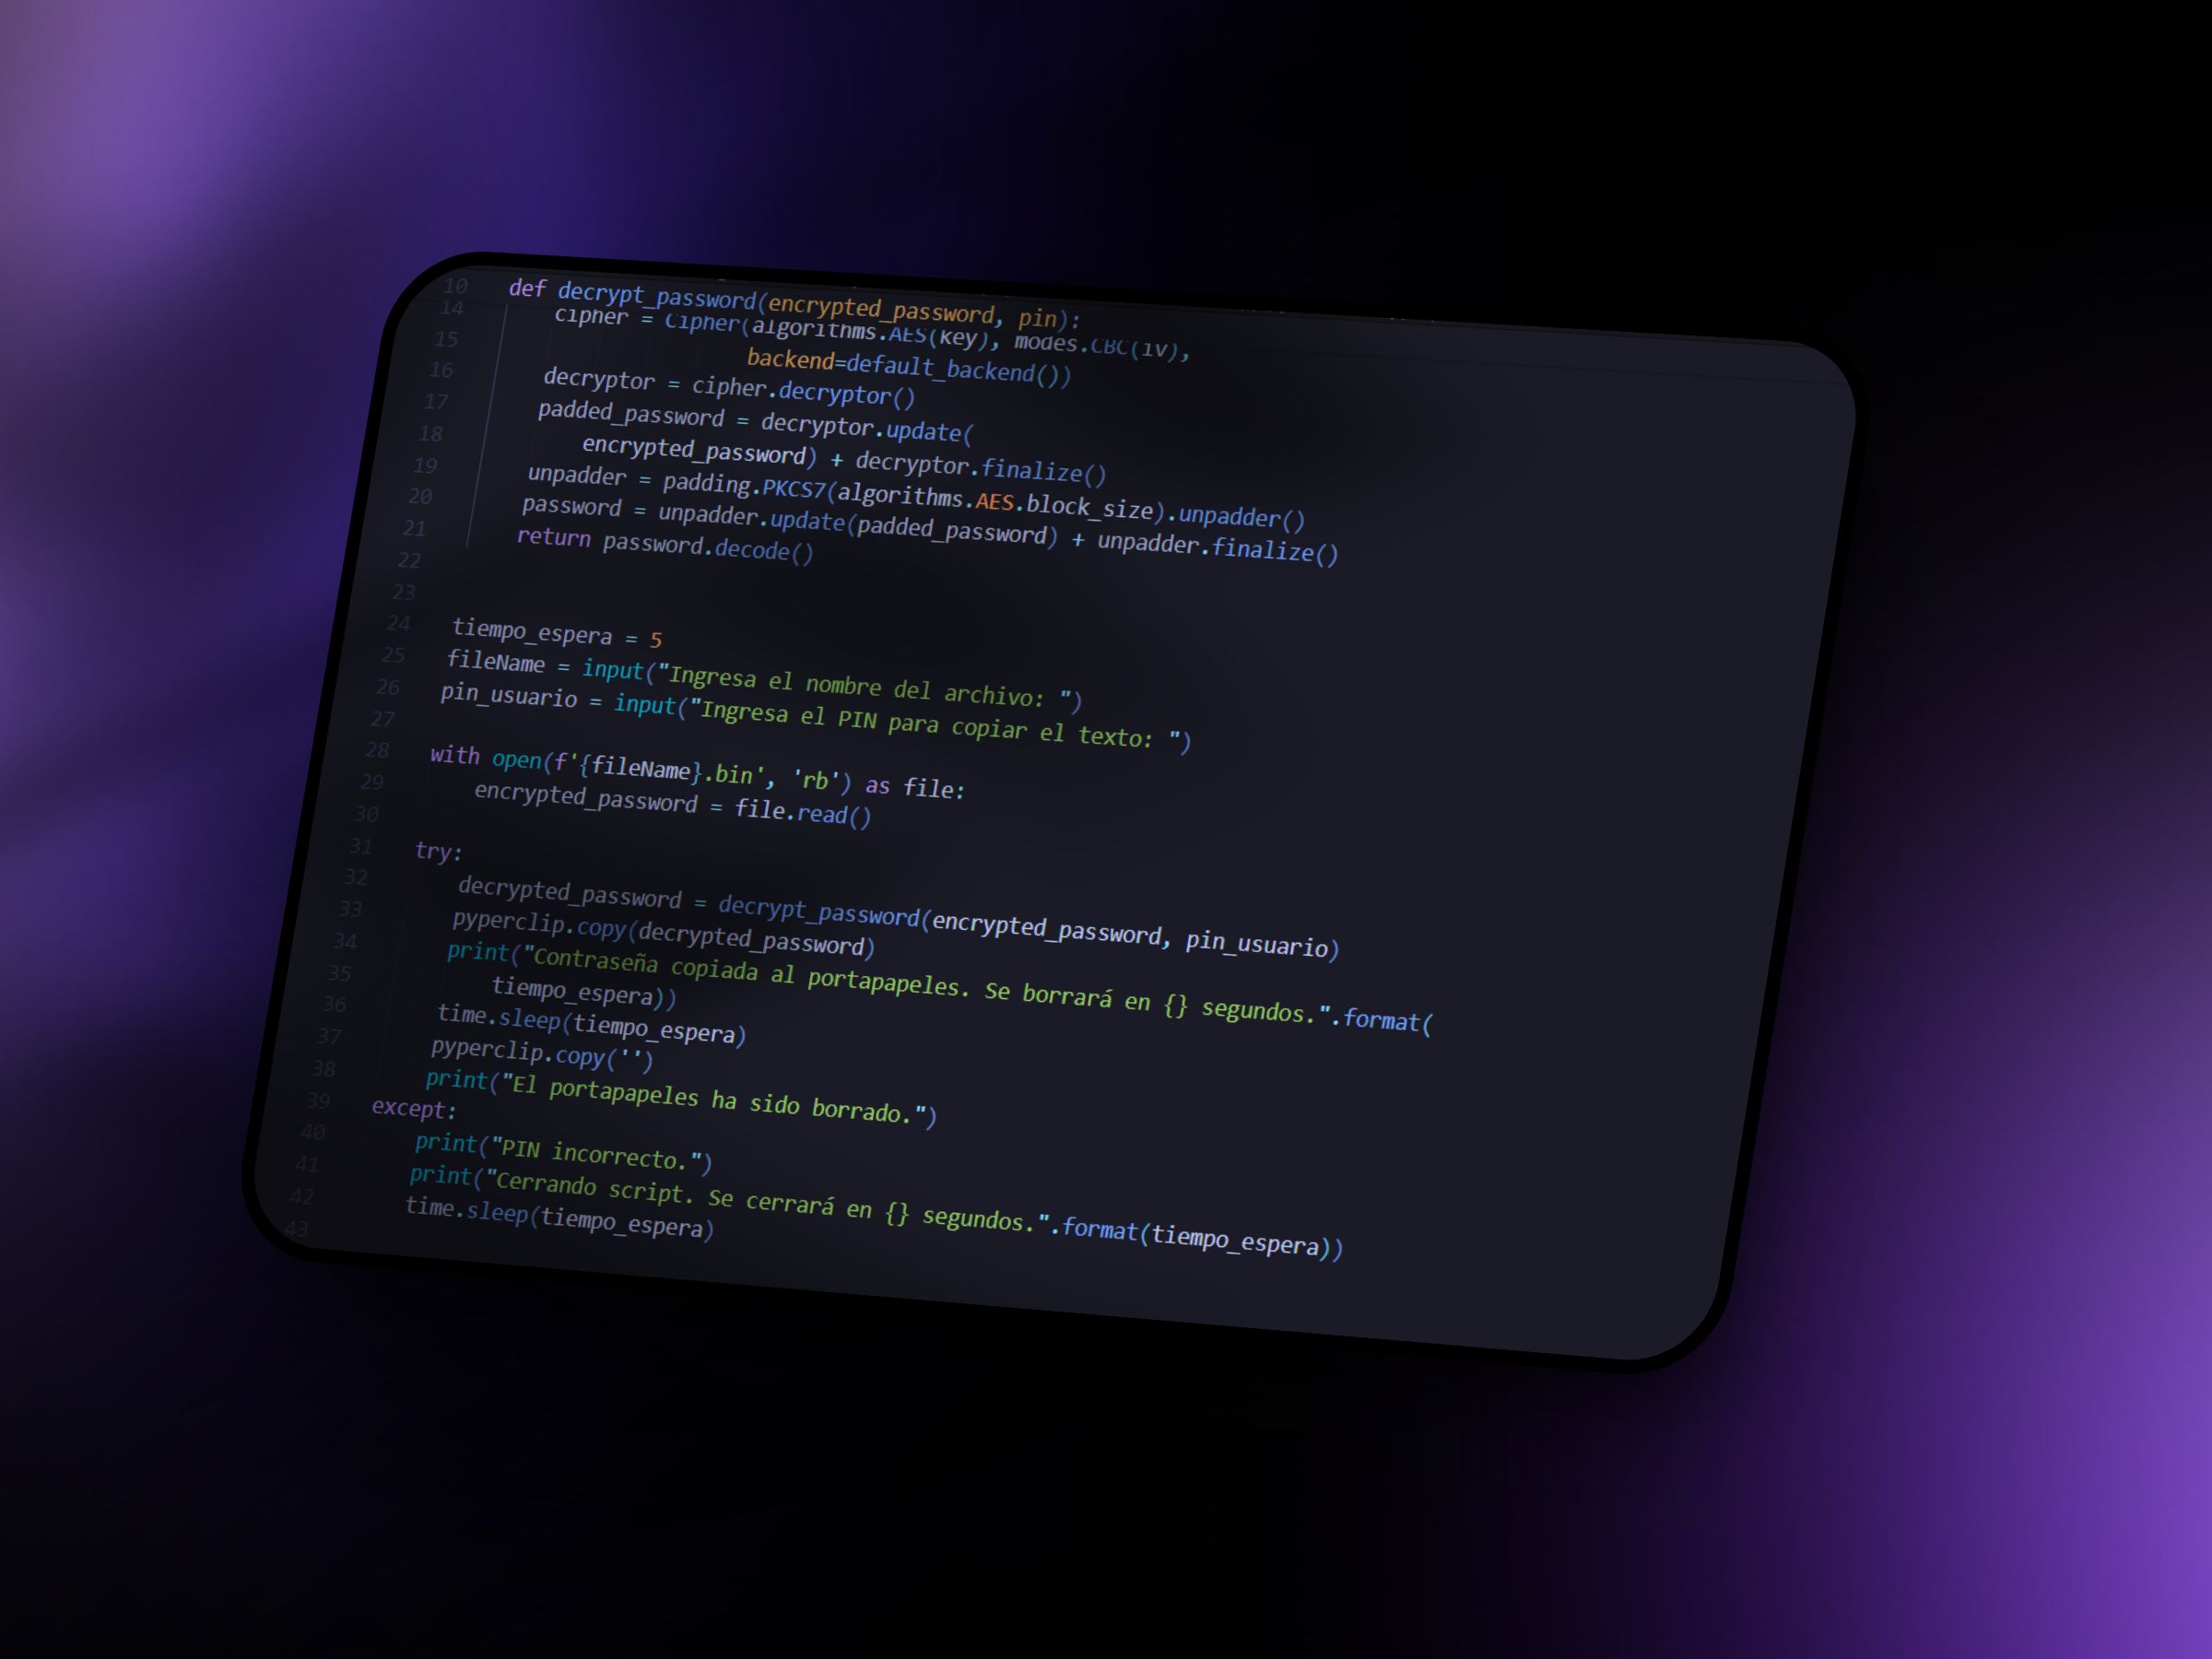 10 def decrypt_password(encrypted_password, pin):
14 cipher = Cipher(algorithms.AES(key), modes.CBC(iv),
15 backend=default_backend())
16 decryptor = cipher.decryptor()
17 padded_password = decryptor.update(
18 encrypted_password) + decryptor.finalize()
19 unpadder = padding.PKCS7(algorithms.AES.block_size).unpadder()
20 password = unpadder.update(padded_password) + unpadder.finalize()
21 return password.decode()
22
23
24 tiempo_espera = 5
25 fileName = input("Ingresa el nombre del archivo: ")
26 pin_usuario = input("Ingresa el PIN para copiar el texto: ")
27
28 with open(f'{fileName}.bin', 'rb') as file:
29 encrypted_password = file.read()
30
31 try:
32 decrypted_password = decrypt_password(encrypted_password, pin_usuario)
33 pyperclip.copy(decrypted_password)
34 print("Contraseña copiada al portapapeles. Se borrará en {} segundos.".format(
35 tiempo_espera))
36 time.sleep(tiempo_espera)
37 pyperclip.copy('')
38 print("El portapapeles ha sido borrado.")
39 except:
40 print("PIN incorrecto.")
41 print("Cerrando script. Se cerrará en {} segundos.".format(tiempo_espera))
42 time.sleep(tiempo_espera)
43